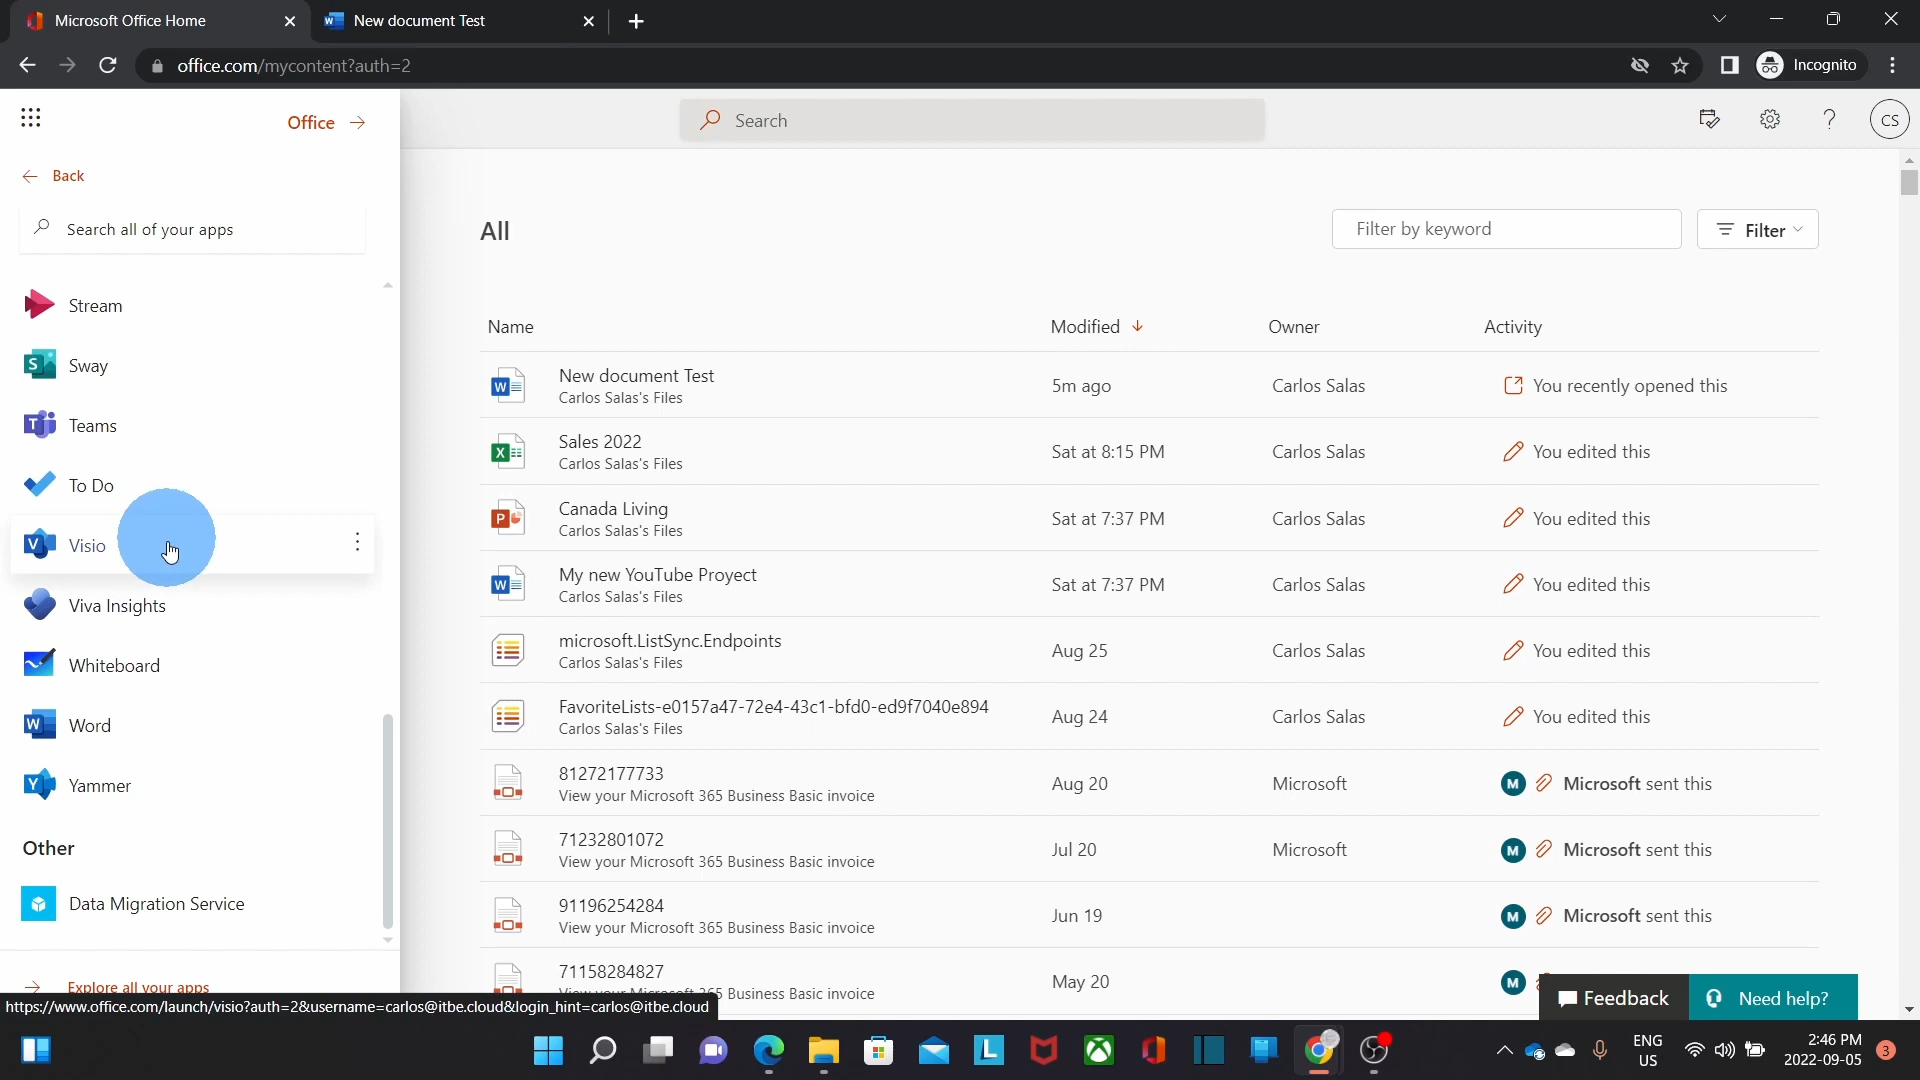 Microsoft Office Home
New document Test
office.com/mycontent?auth=2
Incognito
Office
Search
CS
Back
Search all of your apps
Stream
Sway
Teams
To Do
Visio
Viva Insights
Whiteboard
Word
Yammer
Other
Data Migration Service
Explore all your apps
https://www.office.com/launch/visio?auth=2&username=carlos@itbe.cloud&login_hint=carlos@itbe.cloud
All
Filter by keyword
Filter
Name Modified Owner Activity
New document Test 5m ago Carlos Salas You recently opened this
Carlos Salas's Files
Sales 2022 Sat at 8:15 PM Carlos Salas You edited this
Carlos Salas's Files
Canada Living Sat at 7:37 PM Carlos Salas You edited this
Carlos Salas's Files
My new YouTube Proyect Sat at 7:37 PM Carlos Salas You edited this
Carlos Salas's Files
microsoft.ListSync.Endpoints Aug 25 Carlos Salas You edited this
Carlos Salas's Files
FavoriteLists-e0157a47-72e4-43c1-bfd0-ed9f7040e894 Aug 24 Carlos Salas You edited this
Carlos Salas's Files
81272177733 Aug 20 Microsoft M Microsoft sent this
View your Microsoft 365 Business Basic invoice
71232801072 Jul 20 Microsoft M Microsoft sent this
View your Microsoft 365 Business Basic invoice
91196254284 Jun 19 M Microsoft sent this
View your Microsoft 365 Business Basic invoice
71158284827 May 20 M
View your Microsoft 365 Business Basic invoice
Feedback
Need help?
ENG
US
2:46 PM
2022-09-05
3